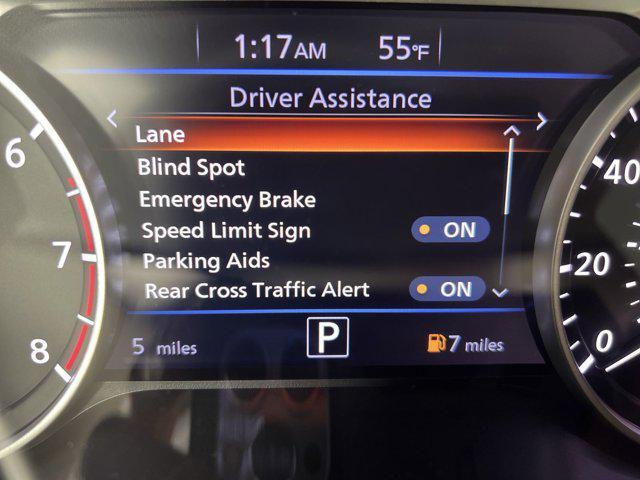 1:17AM 55°F
Driver Assistance
Lane
Blind Spot
Emergency Brake
Speed Limit Sign ON
Parking Aids
Rear Cross Traffic Alert ON
5 miles P 7 miles
6
7
8
40
20
0